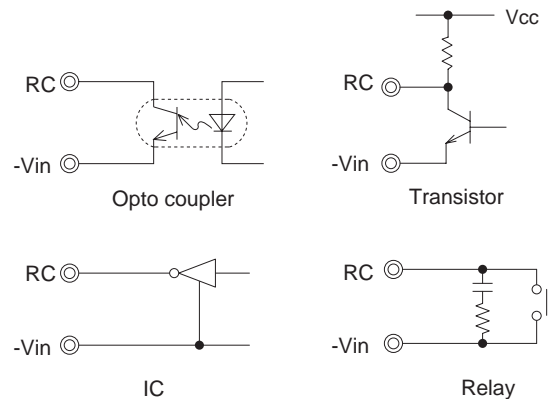 RC
-Vin
Opto coupler
Vcc
RC
-Vin
Transistor
RC
-Vin
IC
RC
-Vin
Relay